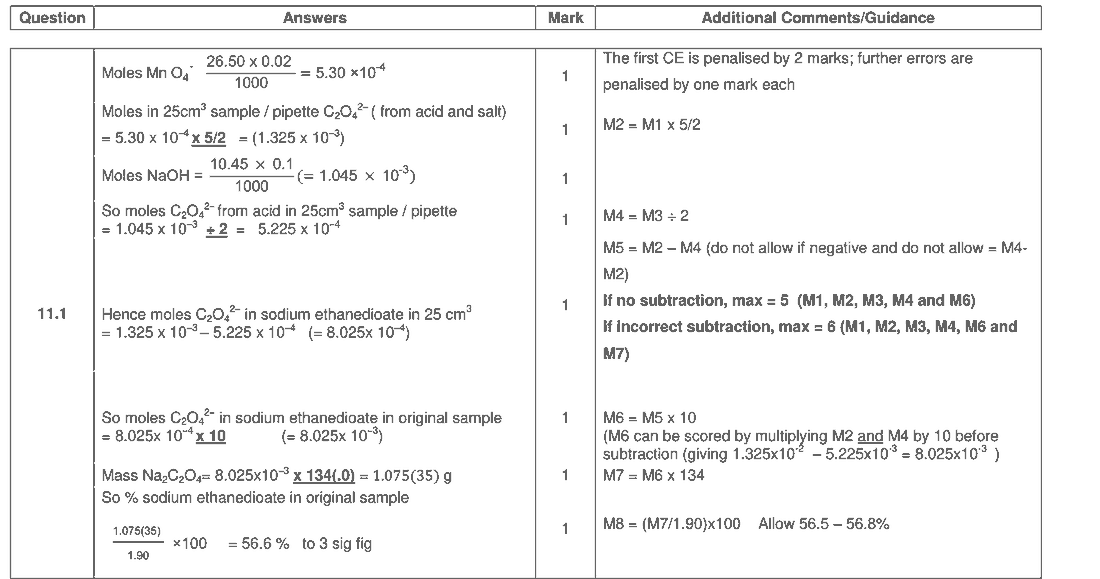 Question Answers Mark Additional Comments/Guidance
Moles Mn O₄⁻ 26.50 x 0.02 / 1000 = 5.30 ×10⁻⁴
1
The first CE is penalised by 2 marks; further errors are
penalised by one mark each
Moles in 25cm³ sample / pipette C₂O₄²⁻ ( from acid and salt)
= 5.30 x 10⁻⁴ x 5/2 = (1.325 x 10⁻³)
1
M2 = M1 x 5/2
Moles NaOH = 10.45 × 0.1 / 1000 (= 1.045 × 10⁻³)
1
So moles C₂O₄²⁻ from acid in 25cm³ sample / pipette
= 1.045 x 10⁻³ ÷ 2 = 5.225 x 10⁻⁴
1
M4 = M3 ÷ 2
11.1
Hence moles C₂O₄²⁻ in sodium ethanedioate in 25 cm³
= 1.325 x 10⁻³ – 5.225 x 10⁻⁴ (= 8.025x 10⁻⁴)
1
M5 = M2 – M4 (do not allow if negative and do not allow = M4-
M2)
If no subtraction, max = 5 (M1, M2, M3, M4 and M6)
If incorrect subtraction, max = 6 (M1, M2, M3, M4, M6 and
M7)
So moles C₂O₄²⁻ in sodium ethanedioate in original sample
= 8.025x 10⁻⁴ x 10 (= 8.025x 10⁻³)
1
M6 = M5 x 10
(M6 can be scored by multiplying M2 and M4 by 10 before
subtraction (giving 1.325x10⁻² – 5.225x10⁻³ = 8.025x10⁻³ )
Mass Na₂C₂O₄= 8.025x10⁻³ x 134(.0) = 1.075(35) g
1
M7 = M6 x 134
So % sodium ethanedioate in original sample
1.075(35) / 1.90 ×100 = 56.6 % to 3 sig fig
1
M8 = (M7/1.90)x100 Allow 56.5 – 56.8%